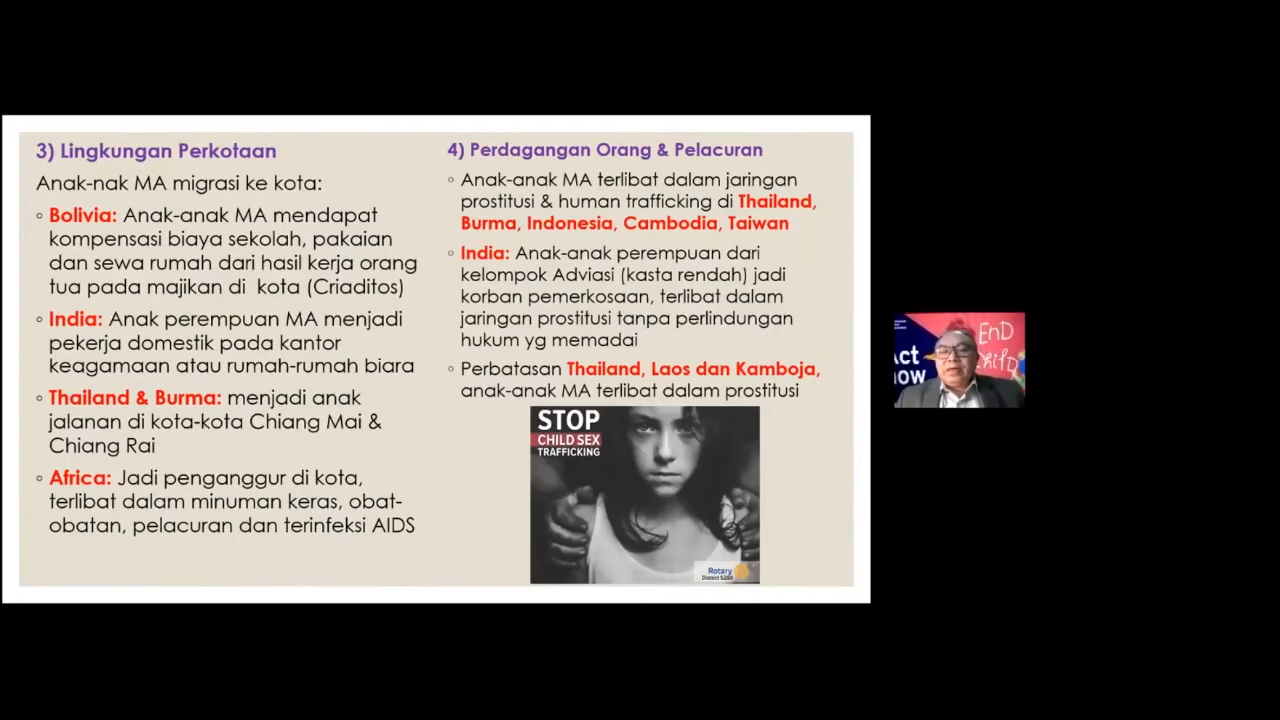 3) Lingkungan Perkotaan
Anak-nak MA migrasi ke kota:
◦ Bolivia: Anak-anak MA mendapat
kompensasi biaya sekolah, pakaian
dan sewa rumah dari hasil kerja orang
tua pada majikan di kota (Criaditos)
◦ India: Anak perempuan MA menjadi
pekerja domestik pada kantor
keagamaan atau rumah-rumah biara
◦ Thailand & Burma: menjadi anak
jalanan di kota-kota Chiang Mai &
Chiang Rai
◦ Africa: Jadi penganggur di kota,
terlibat dalam minuman keras, obat-
obatan, pelacuran dan terinfeksi AIDS
4) Perdagangan Orang & Pelacuran
◦ Anak-anak MA terlibat dalam jaringan
prostitusi & human trafficking di Thailand,
Burma, Indonesia, Cambodia, Taiwan
◦ India: Anak-anak perempuan dari
kelompok Adviasi (kasta rendah) jadi
korban pemerkosaan, terlibat dalam
jaringan prostitusi tanpa perlindungan
hukum yg memadai
◦ Perbatasan Thailand, Laos dan Kamboja,
anak-anak MA terlibat dalam prostitusi
STOP
CHILD SEX
TRAFFICKING
Rotary
District 5280
Act
NOW
EnD
ChilD